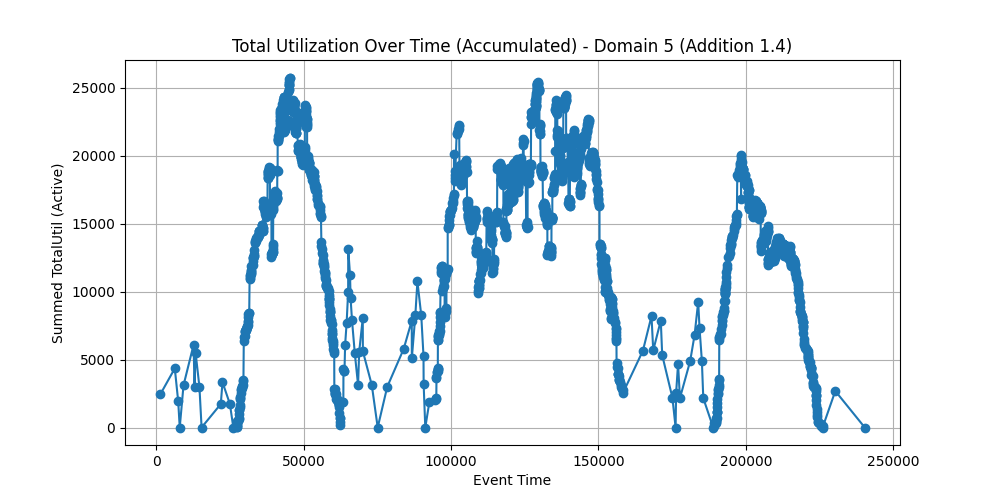 Total Utilization Over Time (Accumulated) - Domain 5 (Addition 1.4)
Summed TotalUtil (Active)
25000
20000
15000
10000
5000
0
0 50000 100000 150000 200000 250000
Event Time